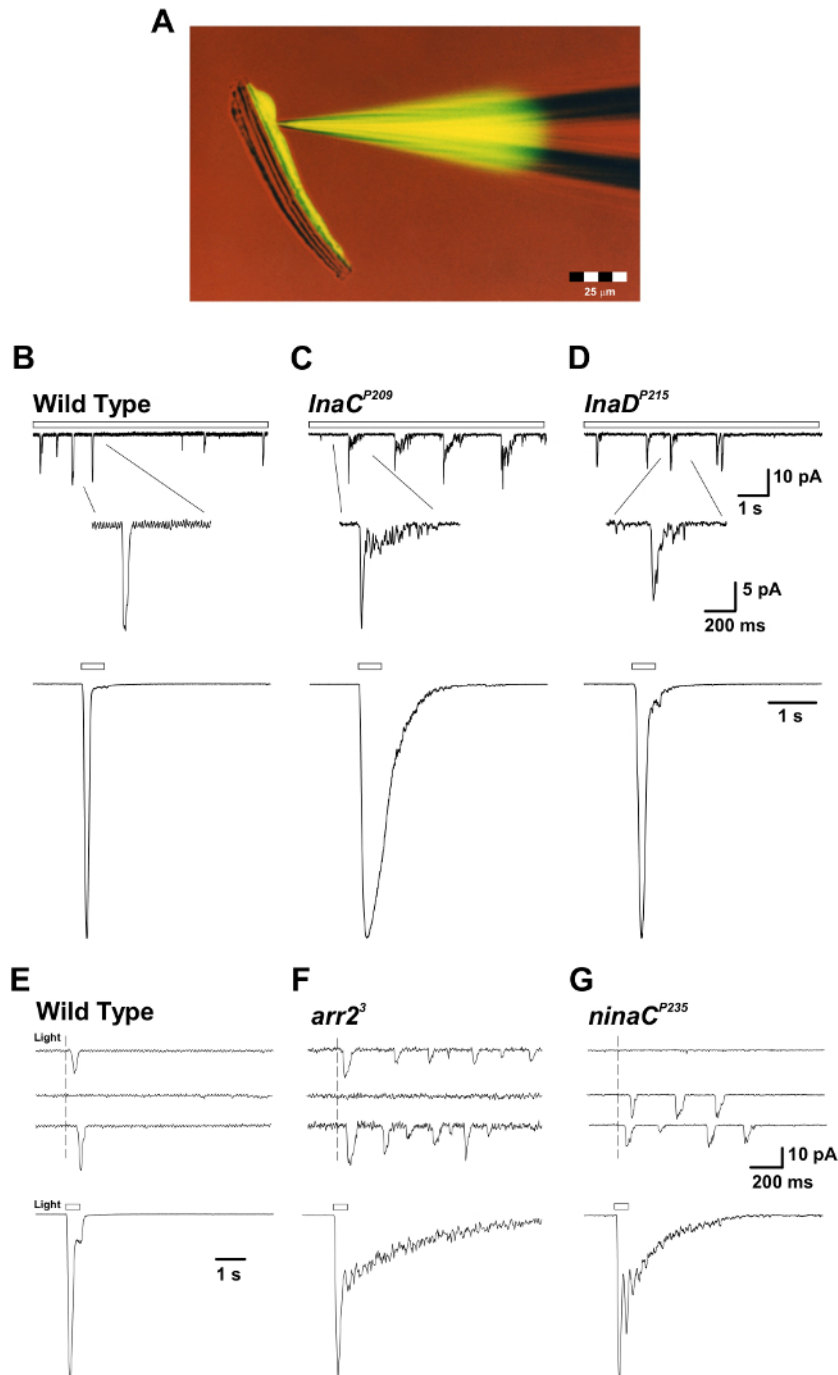 A
25 μm
B
C
D
Wild Type
InaC^P209
InaD^P215
10 pA
1 s
5 pA
200 ms
1 s
E
F
G
Wild Type
arr2^3
ninaC^P235
Light
10 pA
200 ms
Light
1 s